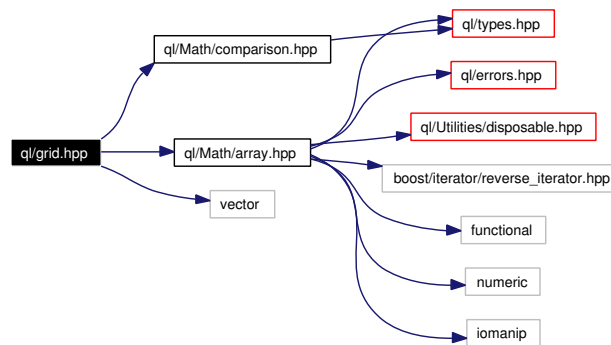 ql/types.hpp
ql/Math/comparison.hpp
ql/errors.hpp
ql/Utilities/disposable.hpp
ql/grid.hpp
ql/Math/array.hpp
boost/iterator/reverse_iterator.hpp
vector
functional
numeric
iomanip